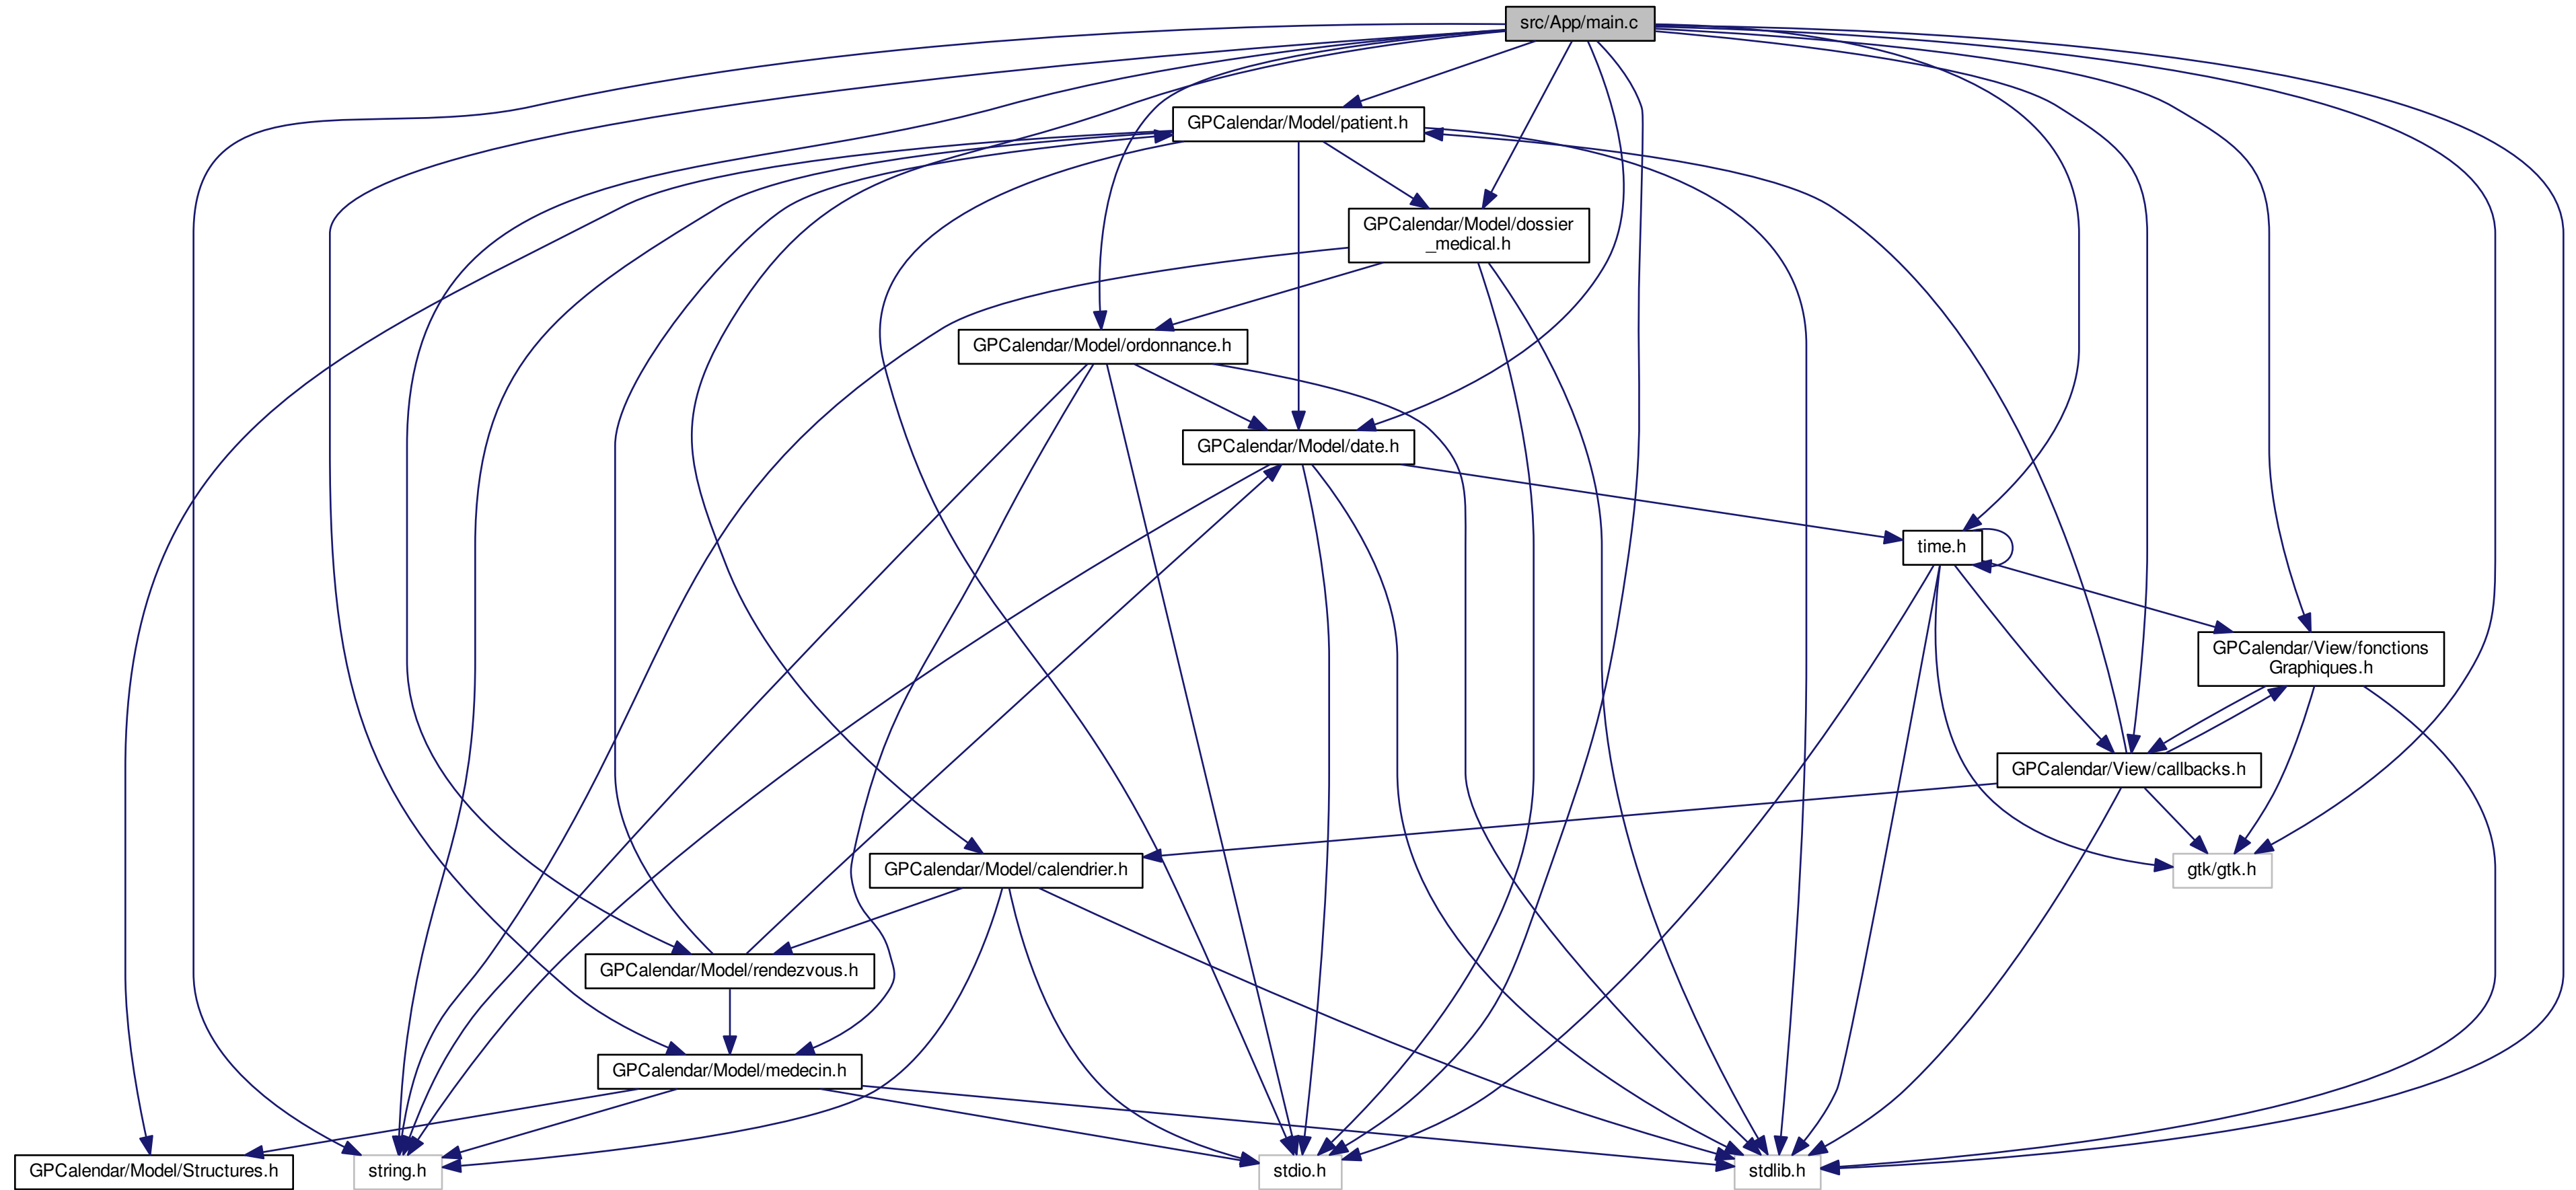 src/App/main.c
GPCalendar/Model/patient.h
GPCalendar/Model/dossier
_medical.h
GPCalendar/Model/ordonnance.h
GPCalendar/Model/date.h
time.h
GPCalendar/View/fonctions
Graphiques.h
GPCalendar/View/callbacks.h
GPCalendar/Model/calendrier.h
gtk/gtk.h
GPCalendar/Model/rendezvous.h
GPCalendar/Model/medecin.h
GPCalendar/Model/Structures.h
string.h
stdio.h
stdlib.h